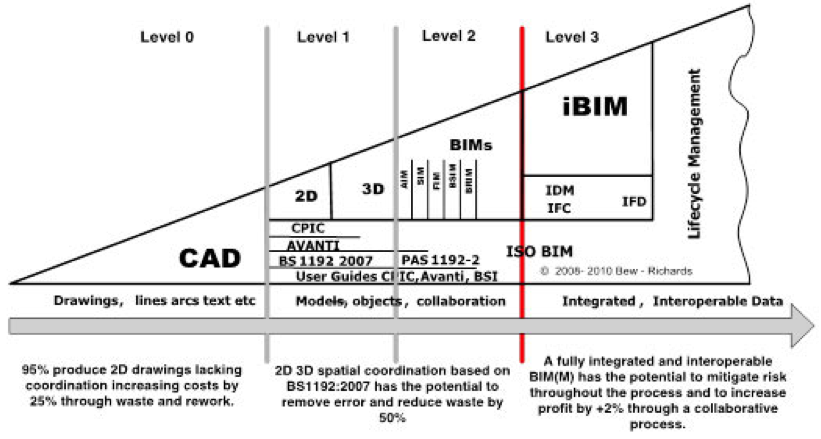 Level 0
Level 1
Level 2
Level 3
iBIM
BIMs
2D
3D
AIM
SIM
FIM
BSIM
BRIM
IDM
IFC
IFD
Lifecycle Management
CAD
CPIC
AVANTI
BS 1192 2007
PAS 1192-2
User Guides CPIC, Avanti, BSI
ISO BIM
© 2008- 2010 Bew - Richards
Drawings, lines arcs text etc
Models, objects, collaboration
Integrated, Interoperable Data
95% produce 2D drawings lacking
coordination increasing costs by
25% through waste and rework.
2D 3D spatial coordination based on
BS1192:2007 has the potential to
remove error and reduce waste by
50%
A fully integrated and interoperable
BIM(M) has the potential to mitigate risk
throughout the process and to increase
profit by +2% through a collaborative
process.